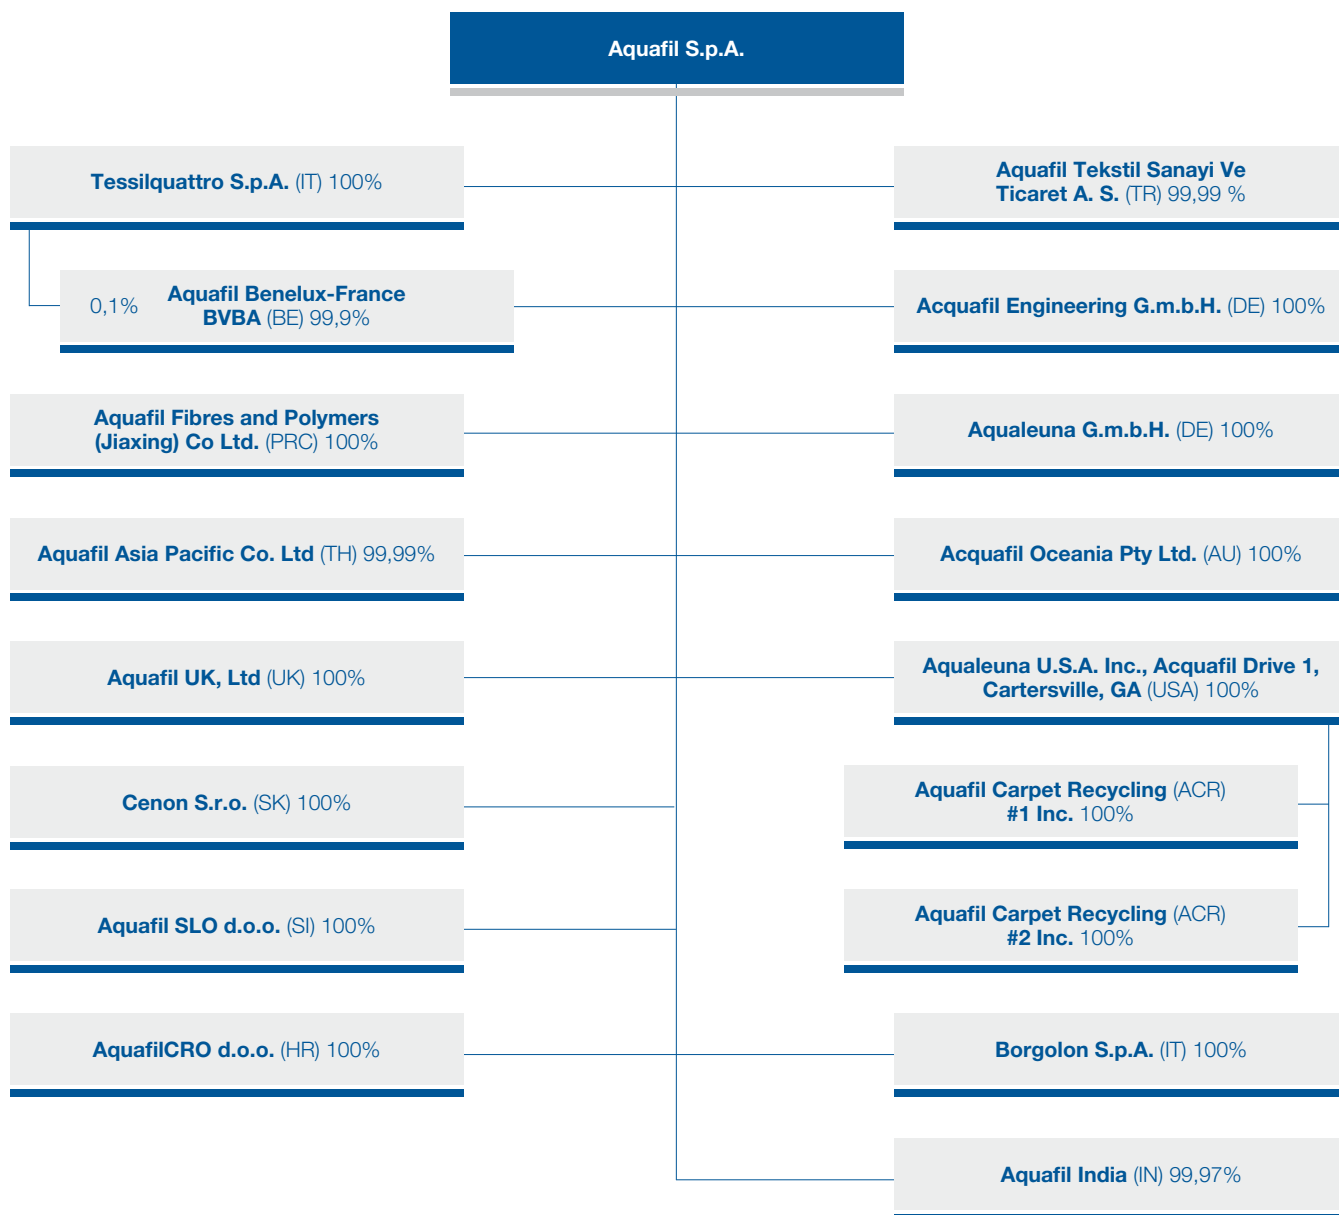 Aquafil S.p.A.
Tessilquattro S.p.A. (IT) 100%
Aquafil Tekstil Sanayi Ve
Ticaret A. S. (TR) 99,99 %
0,1%
Aquafil Benelux-France
BVBA (BE) 99,9%
Acquafil Engineering G.m.b.H. (DE) 100%
Aquafil Fibres and Polymers
(Jiaxing) Co Ltd. (PRC) 100%
Aqualeuna G.m.b.H. (DE) 100%
Aquafil Asia Pacific Co. Ltd (TH) 99,99%
Acquafil Oceania Pty Ltd. (AU) 100%
Aquafil UK, Ltd (UK) 100%
Aqualeuna U.S.A. Inc., Acquafil Drive 1,
Cartersville, GA (USA) 100%
Cenon S.r.o. (SK) 100%
Aquafil Carpet Recycling (ACR)
#1 Inc. 100%
Aquafil SLO d.o.o. (SI) 100%
Aquafil Carpet Recycling (ACR)
#2 Inc. 100%
AquafilCRO d.o.o. (HR) 100%
Borgolon S.p.A. (IT) 100%
Aquafil India (IN) 99,97%